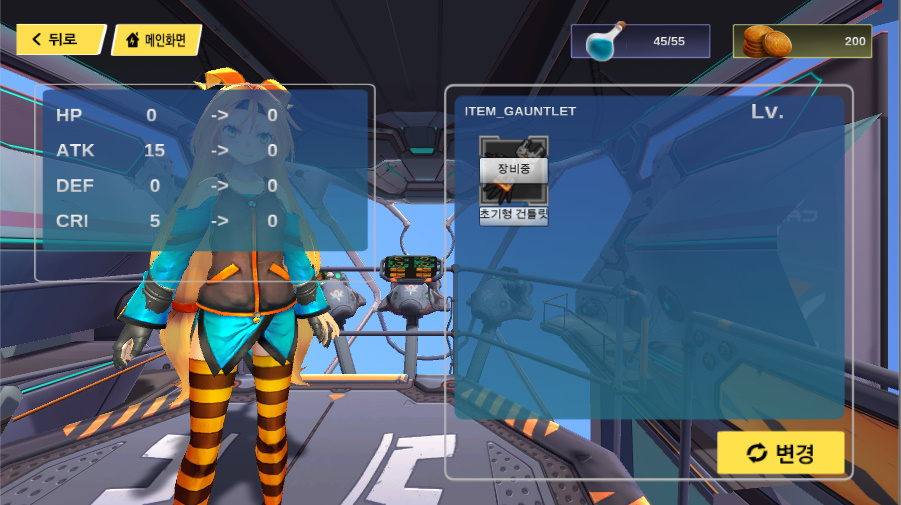 뒤로
메인화면
45/55
200
HP 0 -> 0
ATK 15 -> 0
DEF 0 -> 0
CRI 5 -> 0
ITEM_GAUNTLET Lv.
장비중
초기형 건틀릿
변경